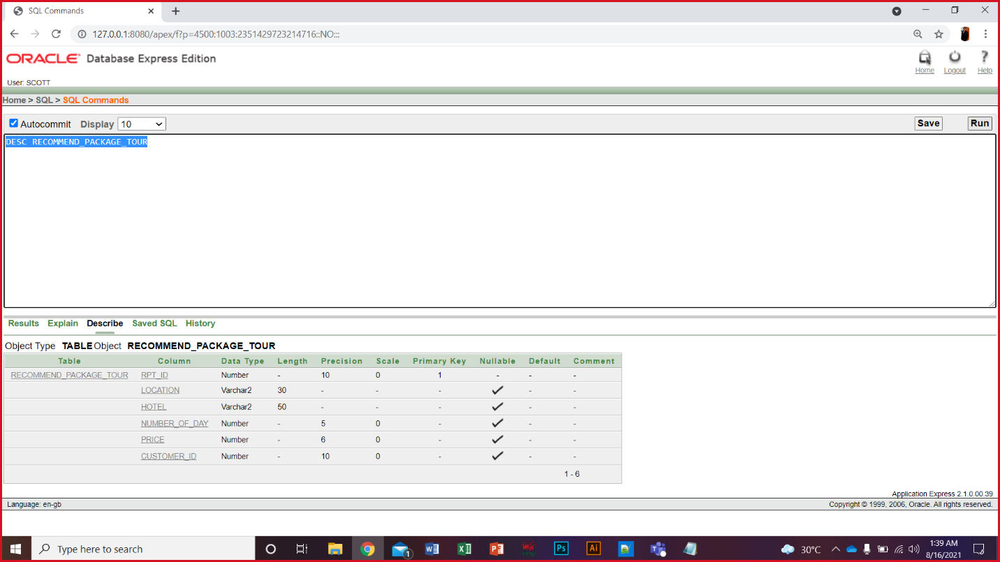 SQL Commands
127.0.0.1:8080/apex/f?p=4500:1003:2351429723214716::NO:::
ORACLE Database Express Edition
Home Logout Help
User: SCOTT
Home > SQL > SQL Commands
Autocommit Display 10 Save Run
DESC RECOMMEND_PACKAGE_TOUR
Results Explain Describe Saved SQL History
Object Type TABLE Object RECOMMEND_PACKAGE_TOUR
Table Column Data Type Length Precision Scale Primary Key Nullable Default Comment
RECOMMEND_PACKAGE_TOUR RPT_ID Number - 10 0 1 - - -
LOCATION Varchar2 30 - - - ✓ - -
HOTEL Varchar2 50 - - - ✓ - -
NUMBER_OF_DAY Number - 5 0 - ✓ - -
PRICE Number - 6 0 - ✓ - -
CUSTOMER_ID Number - 10 0 - ✓ - -
1 - 6
Application Express 2.1.0.00.39
Language: en-gb Copyright © 1999, 2006, Oracle. All rights reserved.
Type here to search 1 Ps Ai 30°C 1:39 AM
8/16/2021